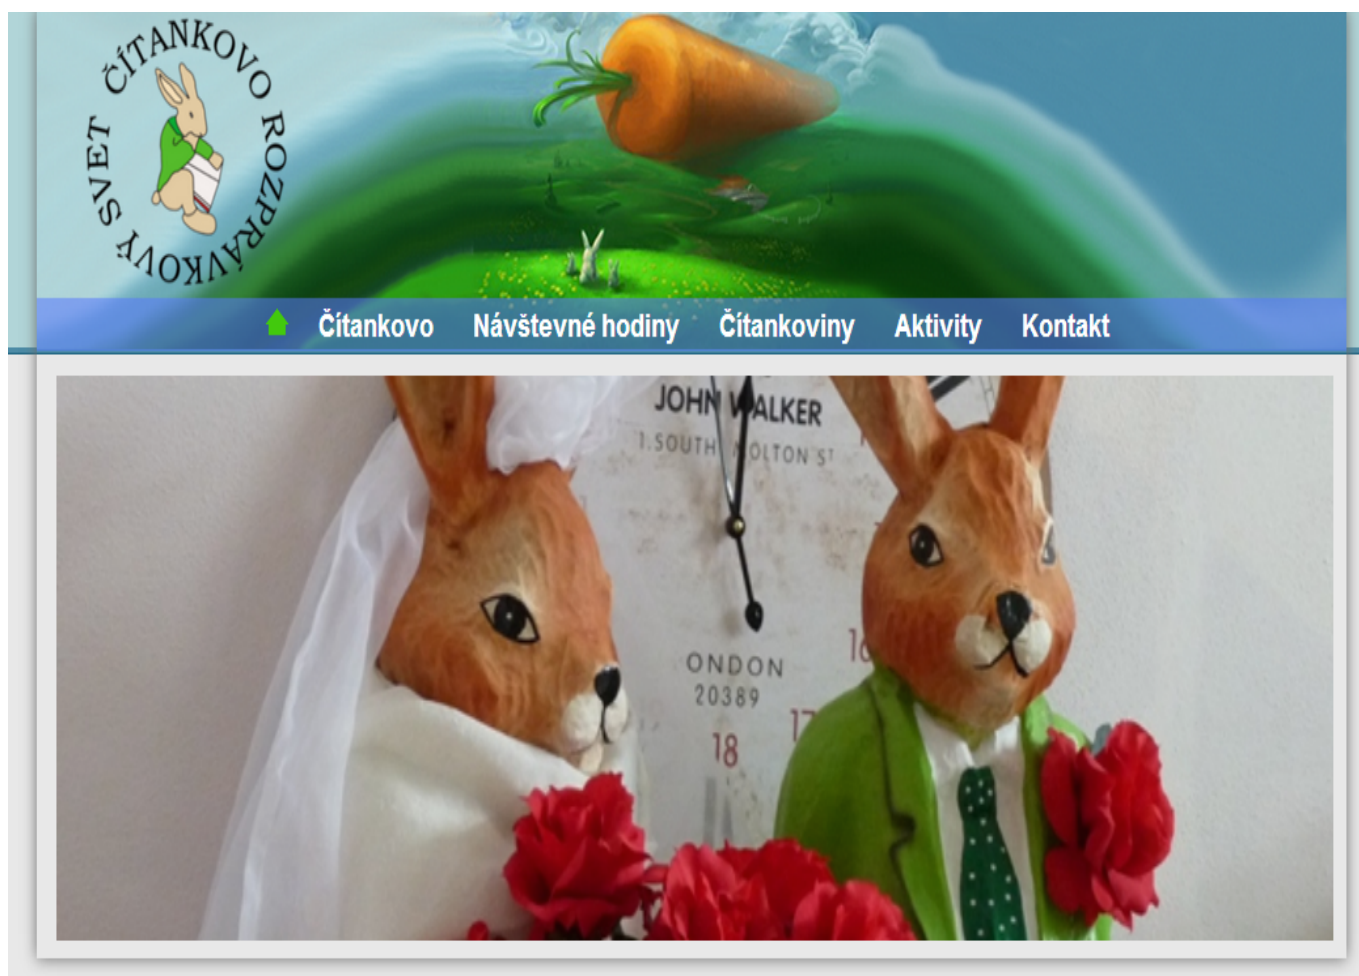 ČÍTANKOVO ROZPRÁVKOVÝ SVET
Čítankovo Návštevné hodiny Čítankoviny Aktivity Kontakt
JOHN WALKER
1.SOUTH MOLTON ST
ONDON
20389
16
17
18